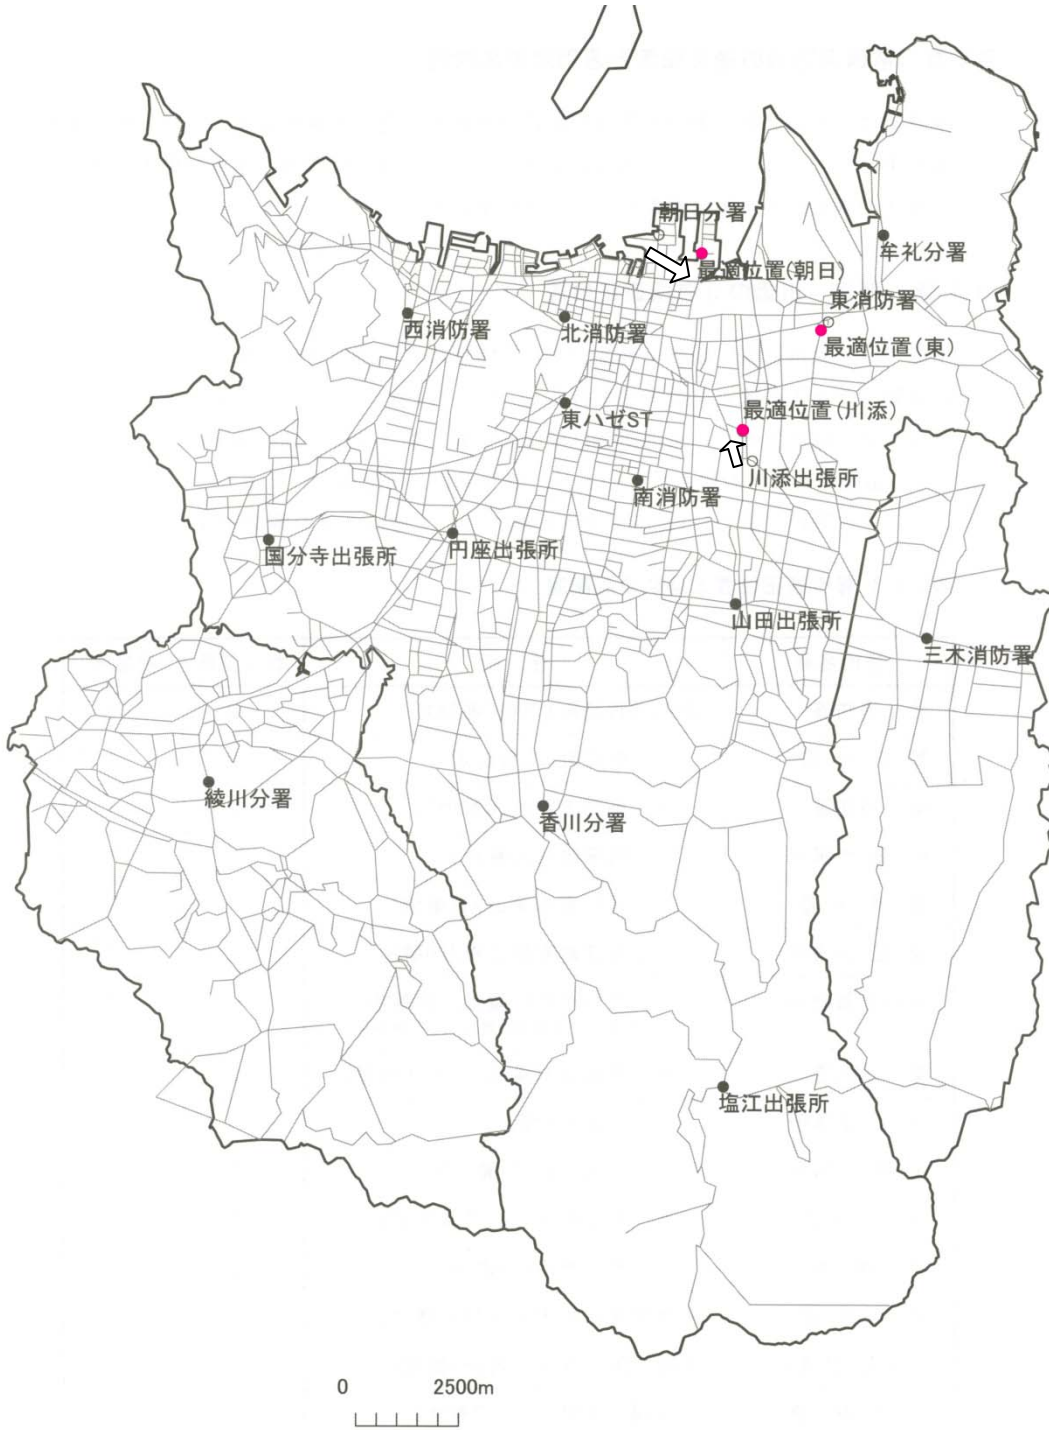 朝日分署
牟礼分署
最適位置(朝日)
東消防署
西消防署
北消防署
最適位置(東)
最適位置(川添)
東ハゼST
川添出張所
南消防署
国分寺出張所
円座出張所
山田出張所
三木消防署
綾川分署
香川分署
塩江出張所
0 2500m